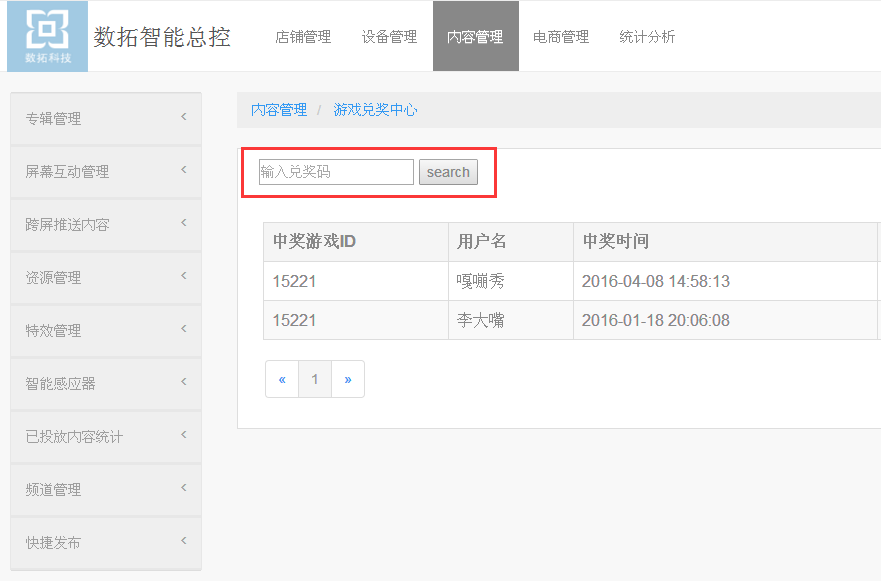 数拓科技
数拓智能总控 店铺管理 设备管理 内容管理 电商管理 统计分析
专辑管理
屏幕互动管理
跨屏推送内容
资源管理
特效管理
智能感应器
已投放内容统计
频道管理
快捷发布
内容管理 / 游戏兑奖中心
输入兑奖码 search
中奖游戏ID 用户名 中奖时间
15221 嘎嘣秀 2016-04-08 14:58:13
15221 李大嘴 2016-01-18 20:06:08
« 1 »